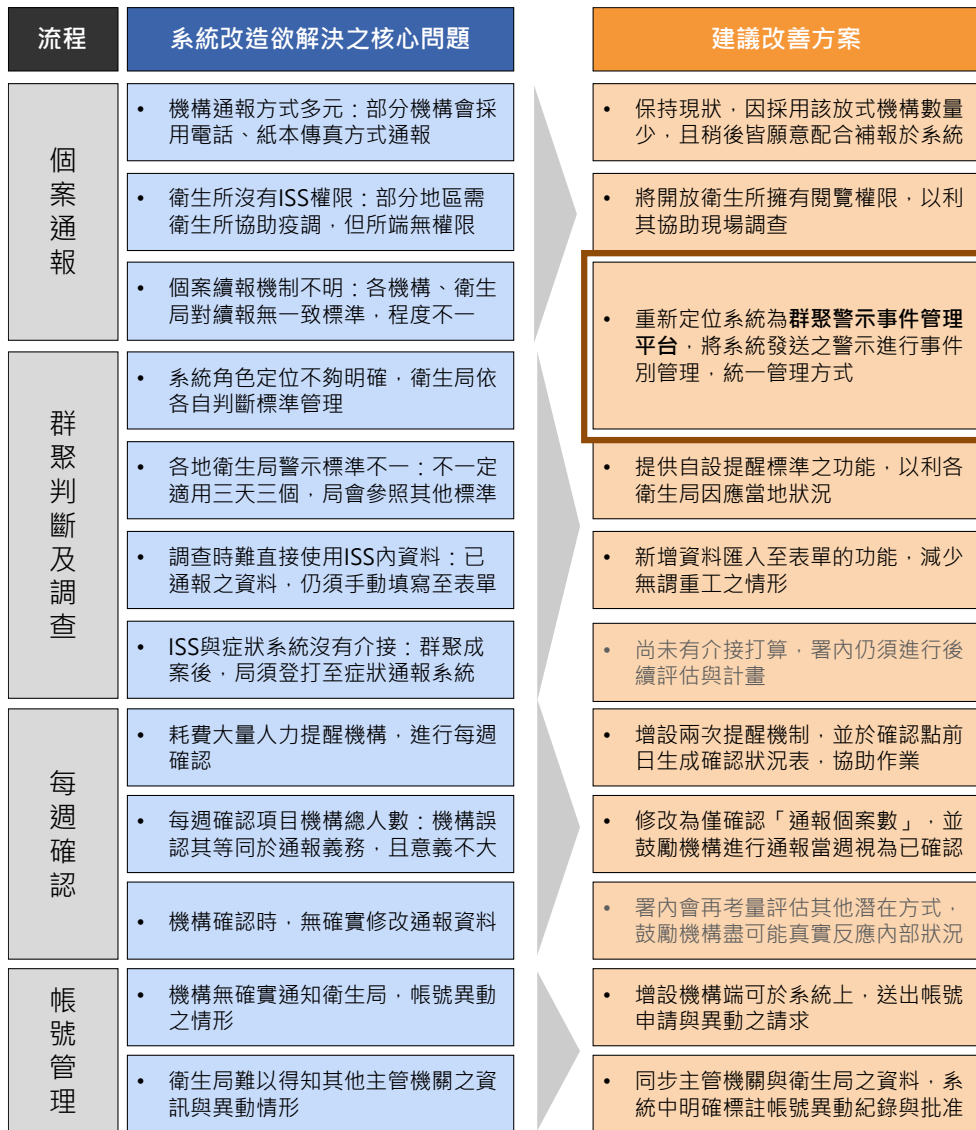 流程
系統改造欲解決之核心問題
建議改善方案
個案通報
• 機構通報方式多元：部分機構會採
用電話、紙本傳真方式通報
• 保持現狀，因採用該放式機構數量
少，且稍後皆願意配合補報於系統
• 衛生所沒有ISS權限：部分地區需
衛生所協助疫調，但所端無權限
• 將開放衛生所擁有閱覽權限，以利
其協助現場調查
• 個案續報機制不明：各機構、衛生
局對續報無一致標準，程度不一
• 重新定位系統為群聚警示事件管理
平台，將系統發送之警示進行事件
別管理，統一管理方式
群聚判斷及調查
• 系統角色定位不夠明確，衛生局依
各自判斷標準管理
• 各地衛生局警示標準不一：不一定
適用三天三個，局會參照其他標準
• 提供自設提醒標準之功能，以利各
衛生局因應當地狀況
• 調查時難直接使用ISS內資料：已
通報之資料，仍須手動填寫至表單
• 新增資料匯入至表單的功能，減少
無謂重工之情形
• ISS與症狀系統沒有介接：群聚成
案後，局須登打至症狀通報系統
• 尚未有介接打算，署內仍須進行後
續評估與計畫
每週確認
• 耗費大量人力提醒機構，進行每週
確認
• 增設兩次提醒機制，並於確認點前
日生成確認狀況表，協助作業
• 每週確認項目機構總人數：機構誤
認其等同於通報義務，且意義不大
• 修改為僅確認「通報個案數」，並
鼓勵機構進行通報當週視為已確認
• 機構確認時，無確實修改通報資料
• 署內會再考量評估其他潛在方式，
鼓勵機構盡可能真實反應內部狀況
帳號管理
• 機構無確實通知衛生局，帳號異動
之情形
• 增設機構端可於系統上，送出帳號
申請與異動之請求
• 衛生局難以得知其他主管機關之資
訊與異動情形
• 同步主管機關與衛生局之資料，系
統中明確標註帳號異動紀錄與批准